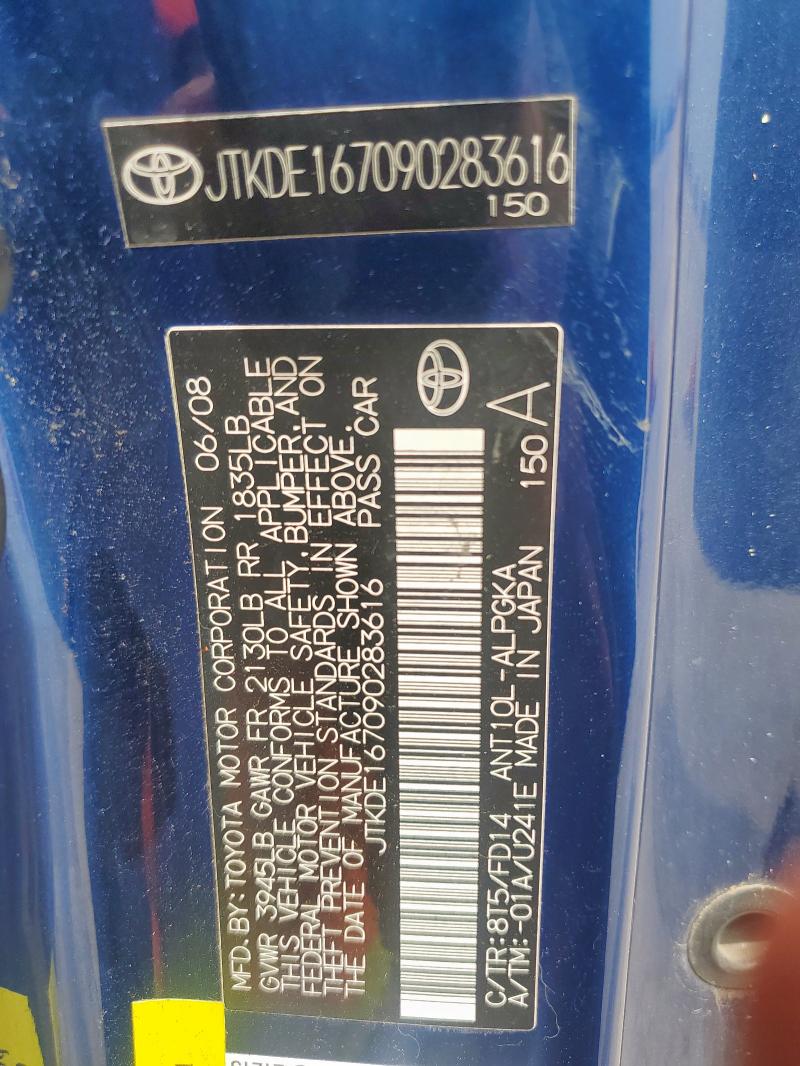 JTKDE167090283616
150
MFD. BY: TOYOTA MOTOR CORPORATION 06/08
GVWR 3945LB GAWR FR 2130LB RR 1835LB
THIS VEHICLE CONFORMS TO ALL APPLICABLE
FEDERAL MOTOR VEHICLE SAFETY, BUMPER, AND
THEFT PREVENTION STANDARDS IN EFFECT ON
THE DATE OF MANUFACTURE SHOWN ABOVE.
JTKDE167090283616 PASS CAR
C/TR: 8T5/FD14 ANT10L-ALPGKA
A/TM: -01A/U241E MADE IN JAPAN 150 A